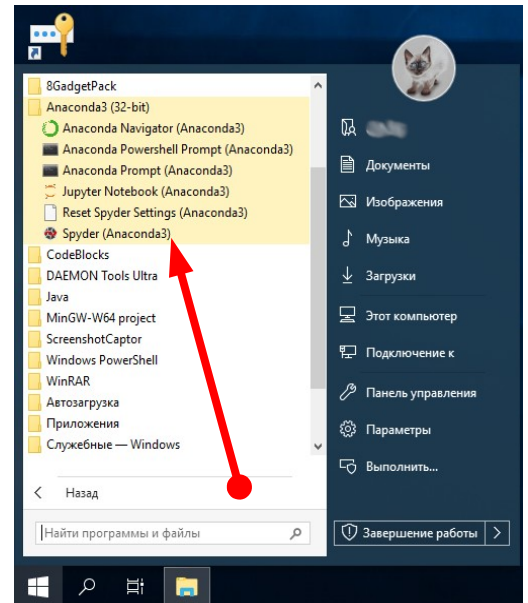 8GadgetPack
Anaconda3 (32-bit)
Anaconda Navigator (Anaconda3)
Anaconda Powershell Prompt (Anaconda3)
Anaconda Prompt (Anaconda3)
Jupyter Notebook (Anaconda3)
Reset Spyder Settings (Anaconda3)
Spyder (Anaconda3)
CodeBlocks
DAEMON Tools Ultra
Java
MinGW-W64 project
ScreenshotCaptor
Windows PowerShell
WinRAR
Автозагрузка
Приложения
Служебные — Windows
Назад
Найти программы и файлы
Документы
Изображения
Музыка
Загрузки
Этот компьютер
Подключение к
Панель управления
Параметры
Выполнить...
Завершение работы